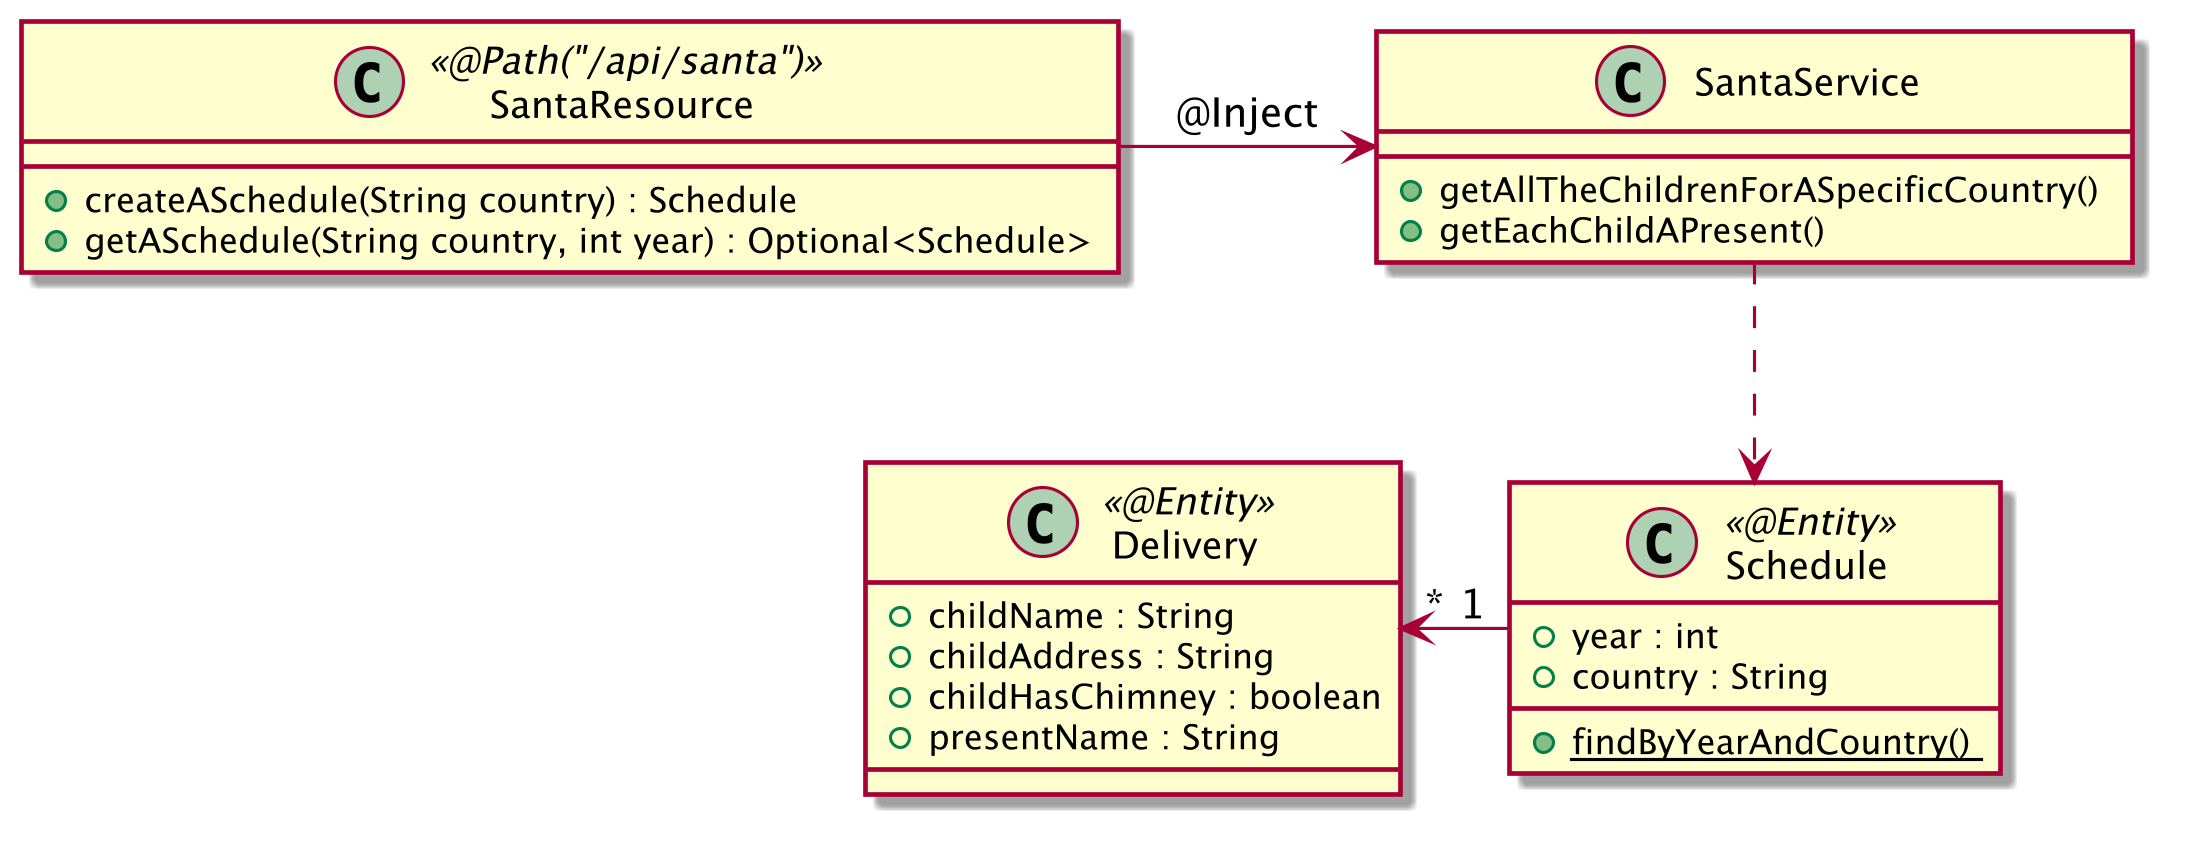 C
«@Path("/api/santa")»
SantaResource
createASchedule(String country) : Schedule
getASchedule(String country, int year) : Optional<Schedule>
@Inject
C
SantaService
getAllTheChildrenForASpecificCountry()
getEachChildAPresent()
C
«@Entity»
Delivery
childName : String
childAddress : String
childHasChimney : boolean
presentName : String
* 1
C
«@Entity»
Schedule
year : int
country : String
findByYearAndCountry()